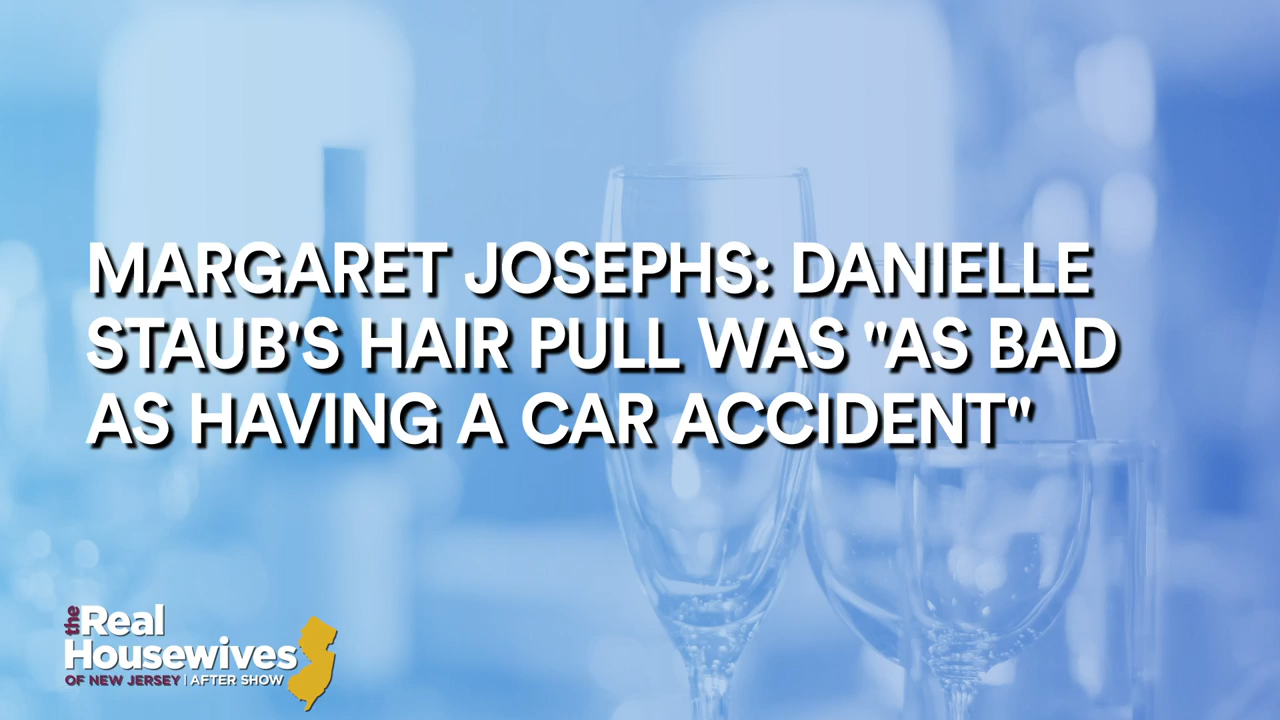 MARGARET JOSEPHS: DANIELLE
STAUB'S HAIR PULL WAS "AS BAD
AS HAVING A CAR ACCIDENT"
the Real
Housewives
OF NEW JERSEY | AFTER SHOW